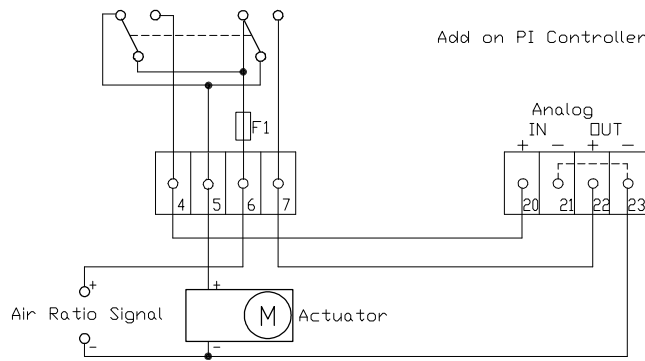 Add on PI Controller
Analog
IN OUT
+ − + −
F1
4 5 6 7
20 21 22 23
+
+
Air Ratio Signal
M
Actuator
−
−